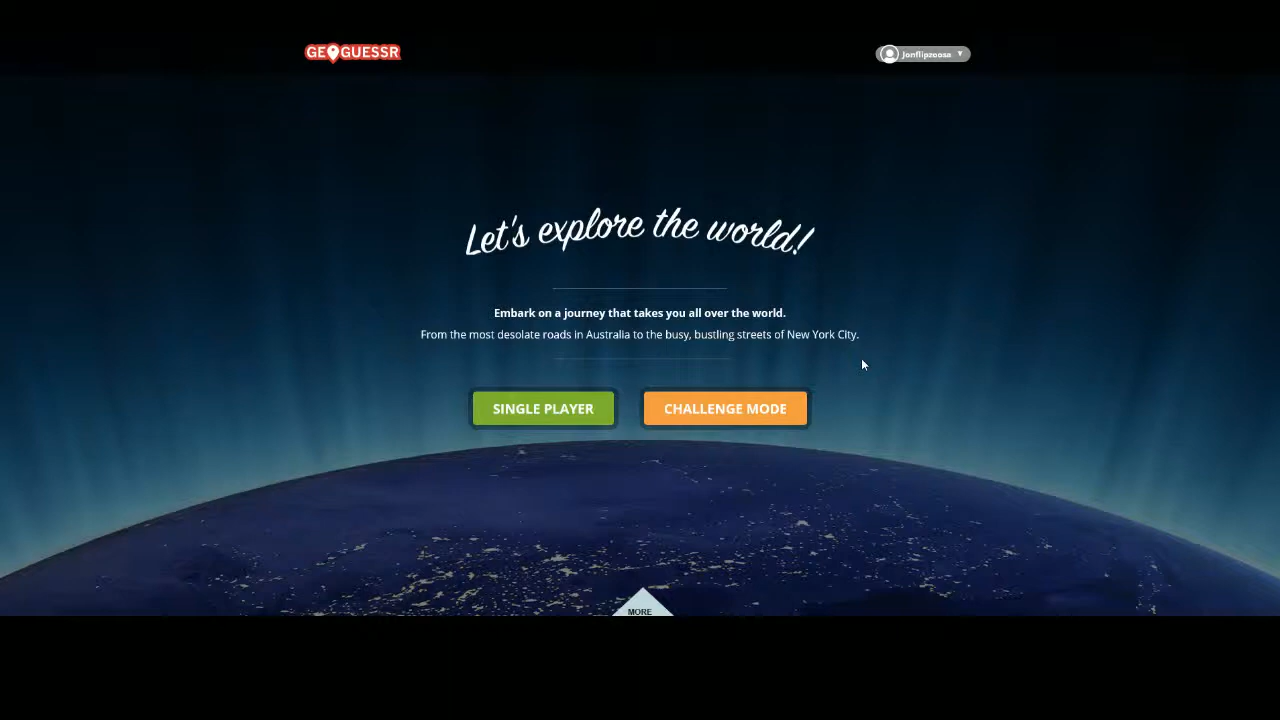 GEOGUESSR
Jonflipzoosa
Let's explore the world!
Embark on a journey that takes you all over the world.
From the most desolate roads in Australia to the busy, bustling streets of New York City.
SINGLE PLAYER
CHALLENGE MODE
MORE